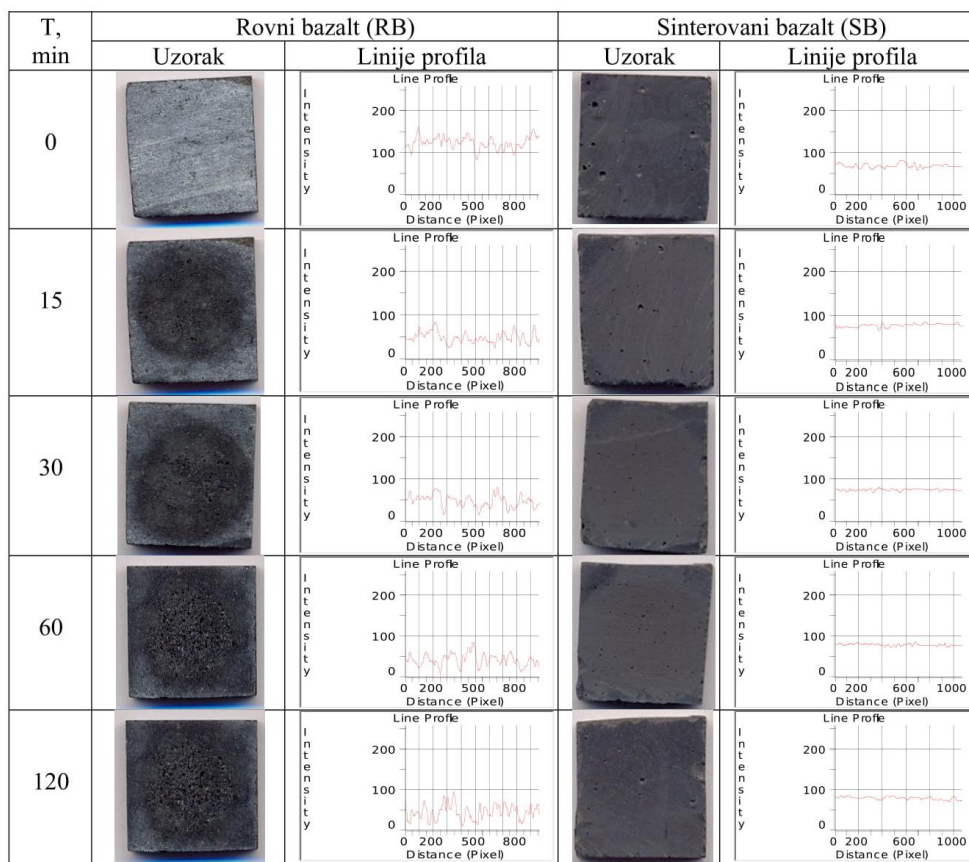 T, min
Rovni bazalt (RB)
Sinterovani bazalt (SB)
Uzorak
Linije profila
Uzorak
Linije profila
0
Line Profile
Intensity
200
100
0
0 200 500 800
Distance (Pixel)
Line Profile
Intensity
200
100
0
0 200 600 1000
Distance (Pixel)
15
Line Profile
Intensity
200
100
0
0 200 500 800
Distance (Pixel)
Line Profile
Intensity
200
100
0
0 200 600 1000
Distance (Pixel)
30
Line Profile
Intensity
200
100
0
0 200 500 800
Distance (Pixel)
Line Profile
Intensity
200
100
0
0 200 600 1000
Distance (Pixel)
60
Line Profile
Intensity
200
100
0
0 200 500 800
Distance (Pixel)
Line Profile
Intensity
200
100
0
0 200 600 1000
Distance (Pixel)
120
Line Profile
Intensity
200
100
0
0 200 500 800
Distance (Pixel)
Line Profile
Intensity
200
100
0
0 200 600 1000
Distance (Pixel)